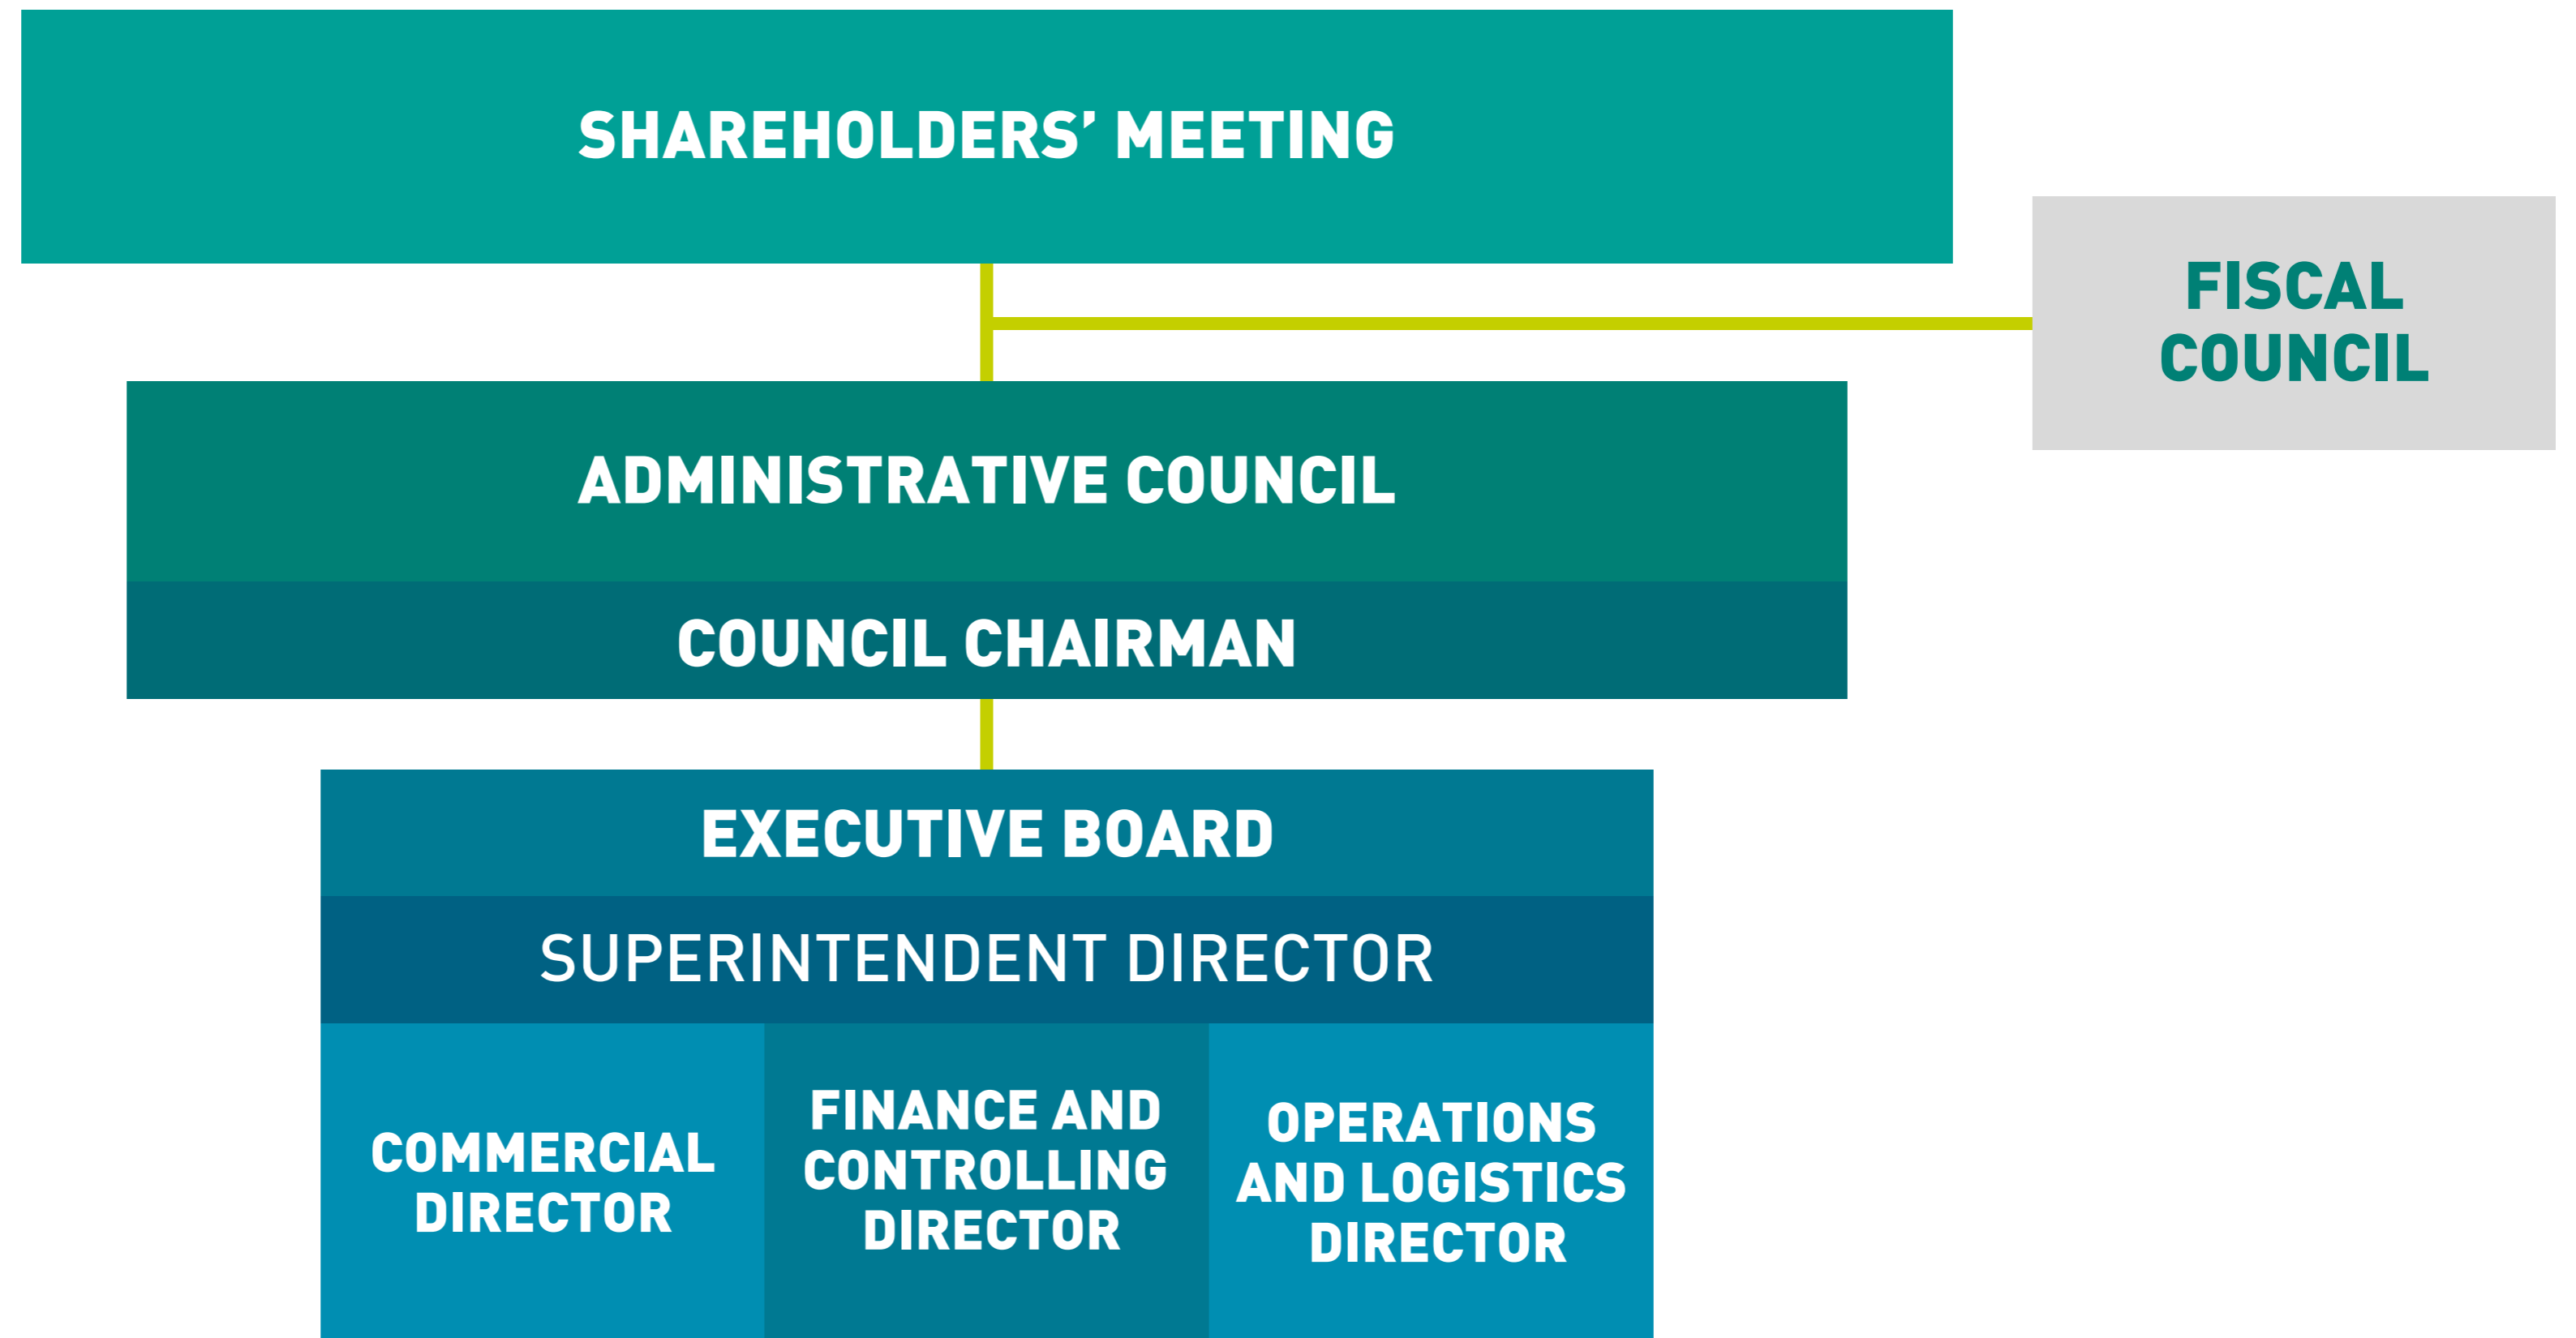 SHAREHOLDERS’ MEETING
FISCAL
COUNCIL
ADMINISTRATIVE COUNCIL
COUNCIL CHAIRMAN
EXECUTIVE BOARD
SUPERINTENDENT DIRECTOR
COMMERCIAL
DIRECTOR
FINANCE AND
CONTROLLING
DIRECTOR
OPERATIONS
AND LOGISTICS
DIRECTOR